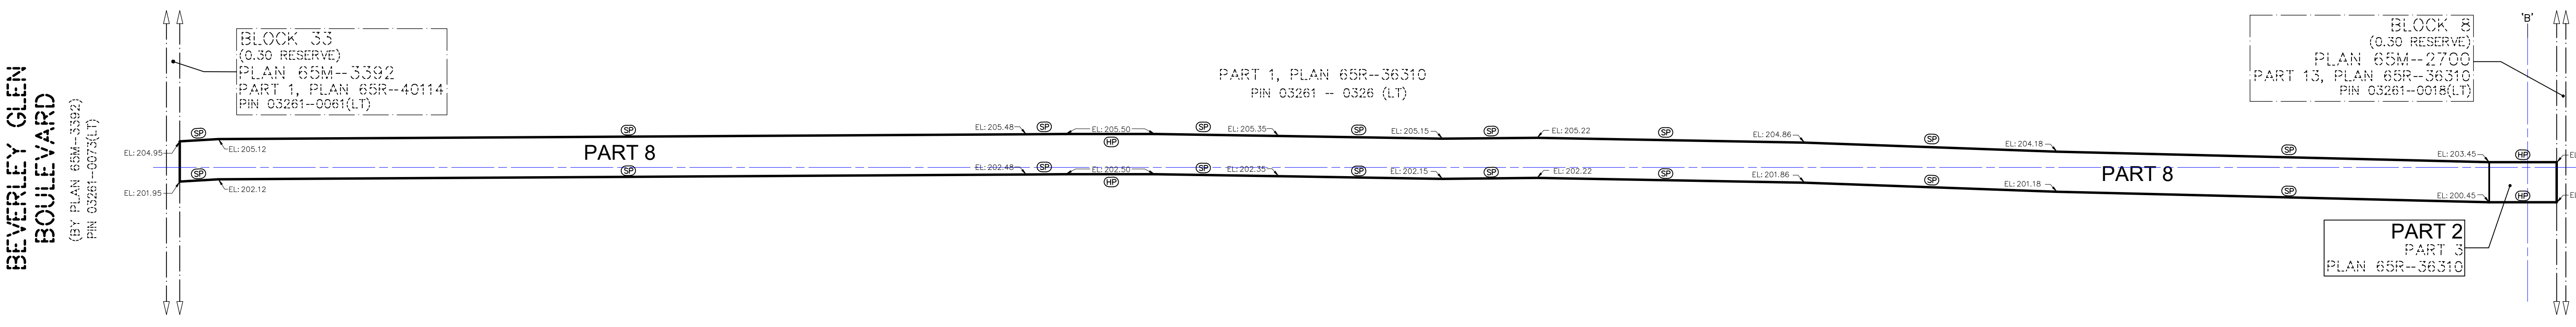 BEVERLEY GLEN
BOULEVARD
(BY PLAN 65M-3392)
PIN 03261-0073(LT)
BLOCK 33
(0.30 RESERVE)
PLAN 65M-3392
PART 1, PLAN 65R-40114
PIN 03261-0061(LT)
PART 1, PLAN 65R-36310
PIN 03261 - 0326 (LT)
BLOCK 8
(0.30 RESERVE)
PLAN 65M-2700
PART 13, PLAN 65R-36310
PIN 03261-0018(LT)
'B'
EL: 204.95
SP
EL: 205.12
SP
EL: 205.48
SP
EL: 205.50
HP
SP
EL: 205.35
SP
EL: 205.15
SP
EL: 205.22
SP
EL: 204.86
SP
EL: 204.18
SP
EL: 203.45
HP
PART 8
PART 8
EL: 201.95
SP
EL: 202.12
SP
EL: 202.48
SP
EL: 202.50
HP
SP
EL: 202.35
SP
EL: 202.15
SP
EL: 202.22
SP
EL: 201.86
SP
EL: 201.18
SP
EL: 200.45
HP
PART 2
PART 3
PLAN 65R-36310